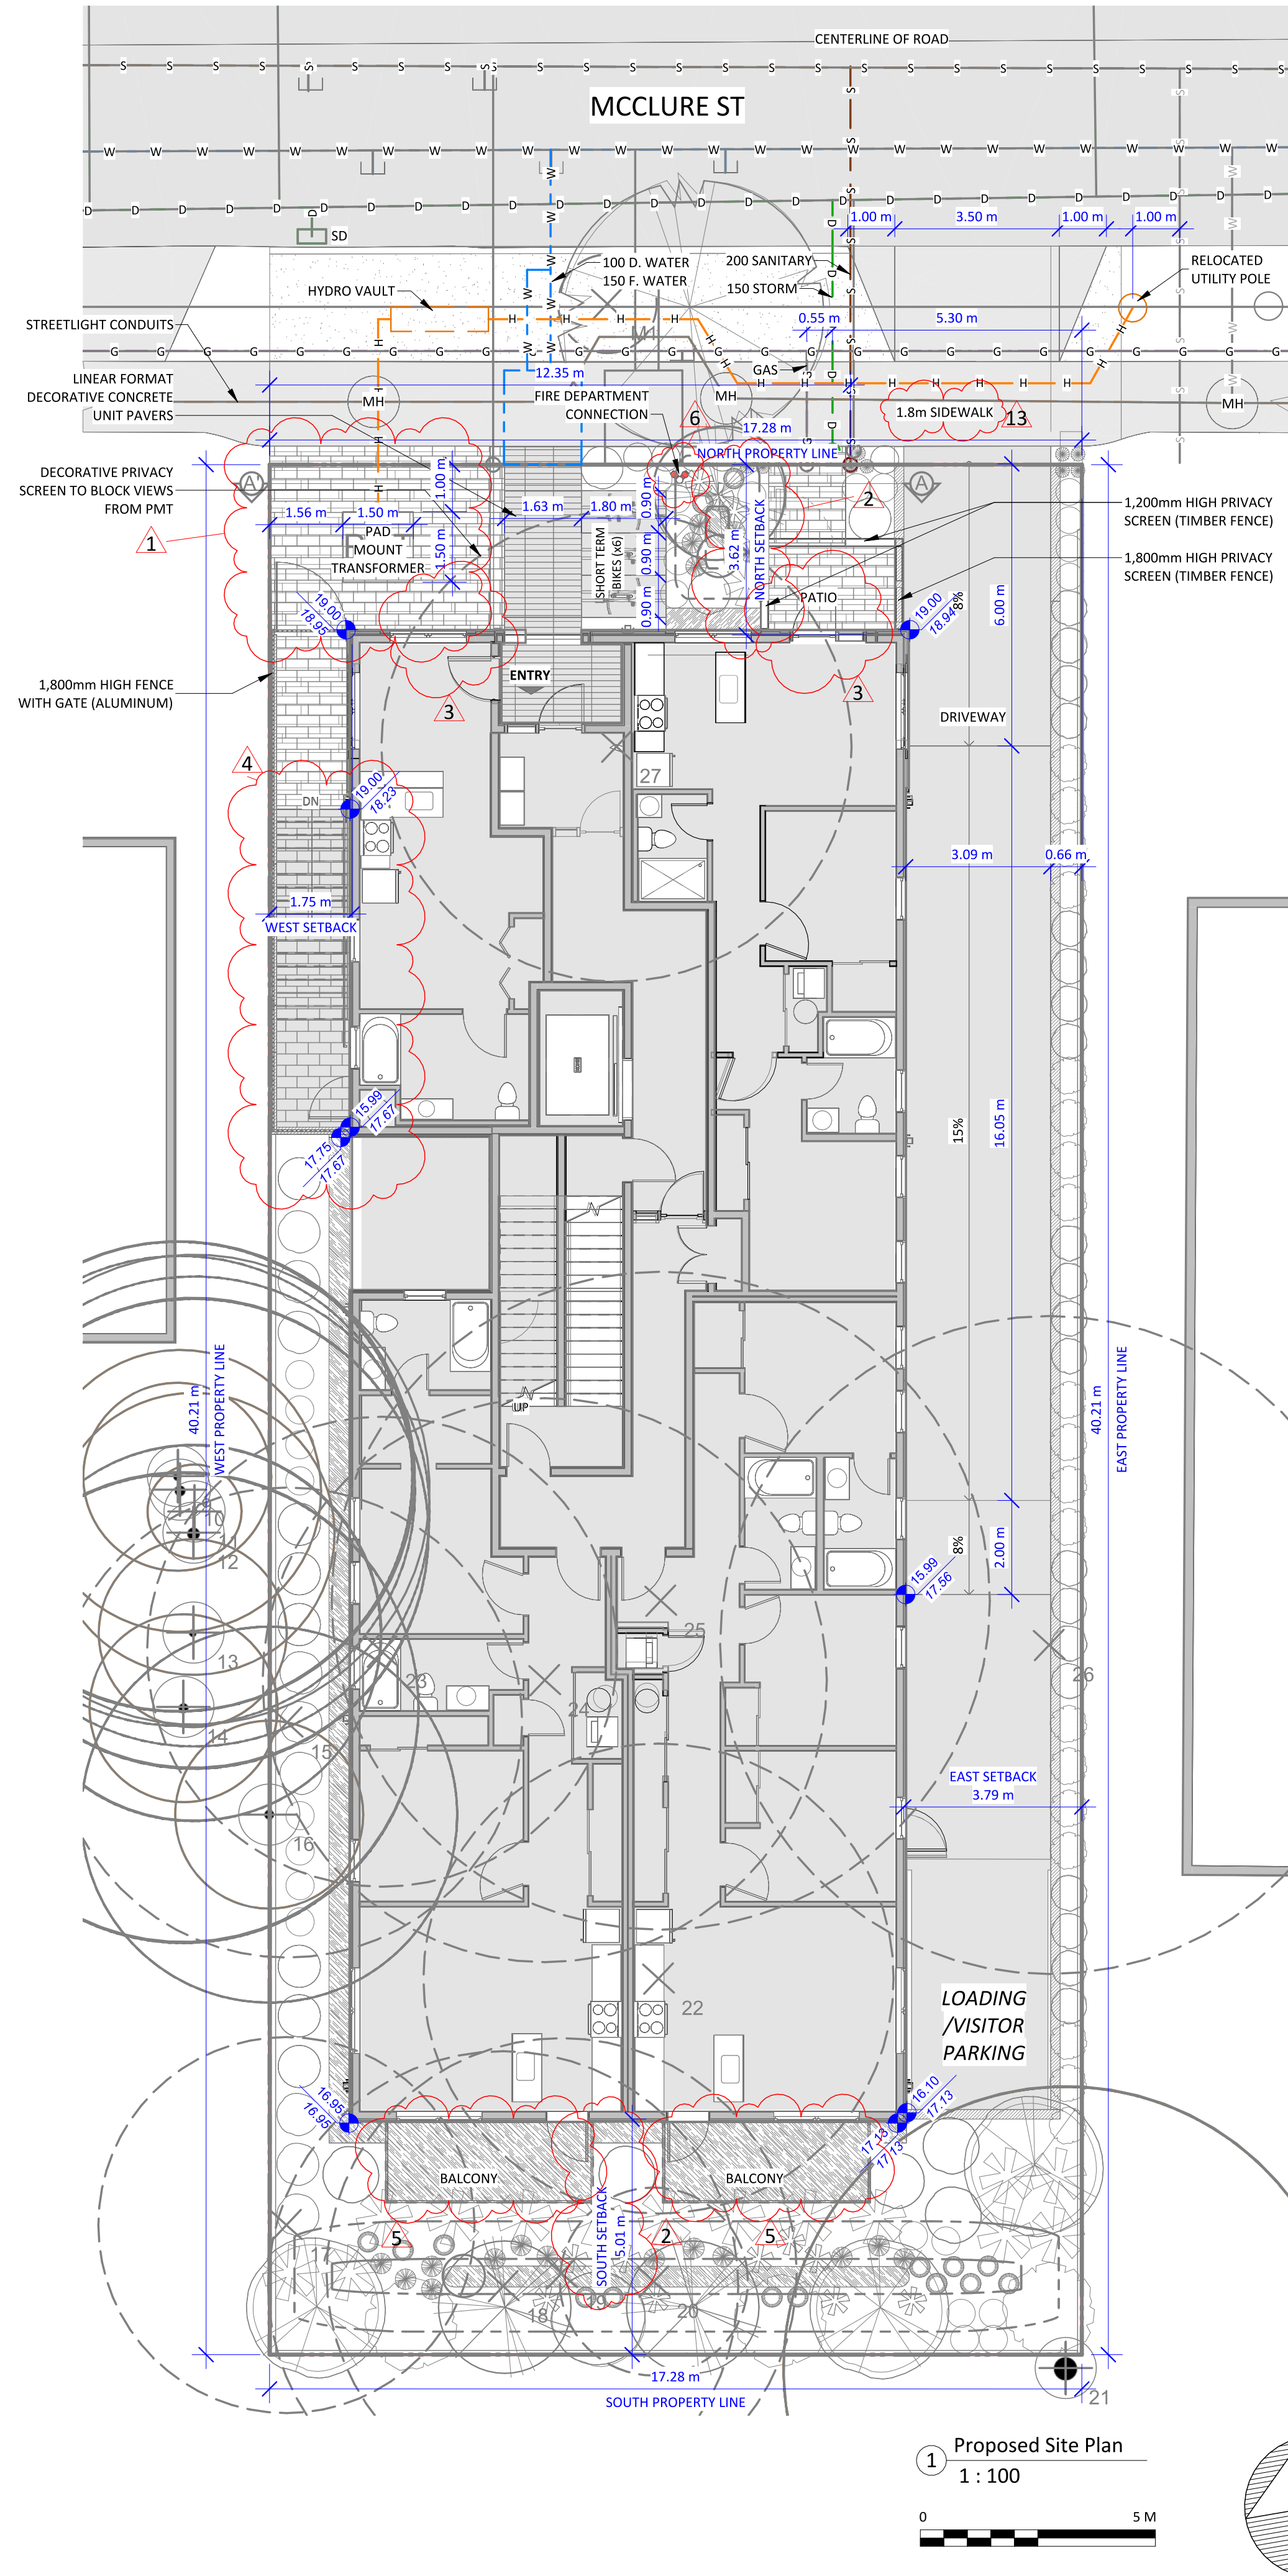 CENTERLINE OF ROAD
MCCLURE ST
SD
100 D. WATER
150 F. WATER
200 SANITARY
150 STORM
1.00 m
3.50 m
1.00 m
1.00 m
RELOCATED
UTILITY POLE
HYDRO VAULT
STREETLIGHT CONDUITS
M1
0.55 m
5.30 m
LINEAR FORMAT
DECORATIVE CONCRETE
UNIT PAVERS
12.35 m
GAS
FIRE DEPARTMENT
CONNECTION
MH
MH
MH
6
1.8m SIDEWALK
13
17.28 m
NORTH PROPERTY LINE
DECORATIVE PRIVACY
SCREEN TO BLOCK VIEWS
FROM PMT
A'
A
1
2
1.56 m
1.50 m
1.00 m
1.50 m
1.63 m
1.80 m
PAD
MOUNT
TRANSFORMER
SHORT TERM
BIKES (x6)
0.90 m
0.90 m
0.90 m
3.62 m
NORTH SETBACK
PATIO
1,200mm HIGH PRIVACY
SCREEN (TIMBER FENCE)
1,800mm HIGH PRIVACY
SCREEN (TIMBER FENCE)
19.00
18.95
19.00
18.94
8%
6.00 m
1,800mm HIGH FENCE
WITH GATE (ALUMINUM)
ENTRY
3
3
DRIVEWAY
4
27
DN
19.00
18.23
3.09 m
0.66 m
1.75 m
WEST SETBACK
15.99
17.67
17.75
17.67
15%
16.05 m
UP
40.21 m
WEST PROPERTY LINE
40.21 m
EAST PROPERTY LINE
10
11
12
13
14
15
16
8%
2.00 m
15.99
17.56
25
26
23
24
EAST SETBACK
3.79 m
22
LOADING
/VISITOR
PARKING
16.95
16.95
16.10
17.13
17.13
17.13
BALCONY
BALCONY
5
2
5
SOUTH SETBACK
5.01 m
17
18
19
20
21
17.28 m
SOUTH PROPERTY LINE
1
Proposed Site Plan
1 : 100
0
5 M